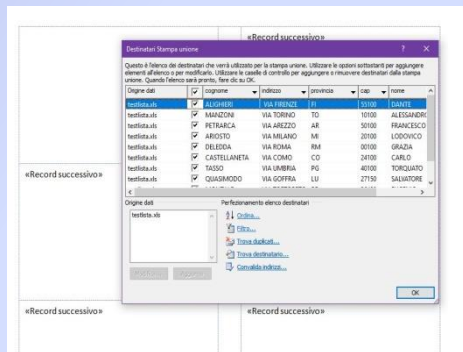 «Record successivo»
Destinatari Stampa unione
Questo è l'elenco dei destinatari che verrà utilizzato per la stampa unione. Utilizzare le opzioni sottostanti per aggiungere
elementi all'elenco o per modificarlo. Utilizzare le caselle di controllo per aggiungere o rimuovere destinatari dalla stampa
unione. Quando l'elenco sarà pronto, fare clic su OK.
Origine dati cognome indirizzo provincia cap nome
testlista.xls ALIGHIERI VIA FIRENZE FI 55100 DANTE
testlista.xls MANZONI VIA TORINO TO 10100 ALESSANDRO
testlista.xls PETRARCA VIA AREZZO AR 50100 FRANCESCO
testlista.xls ARIOSTO VIA MILANO MI 20100 LODOVICO
testlista.xls DELEDDA VIA ROMA RM 00100 GRAZIA
testlista.xls CASTELLANETA VIA COMO CO 24100 CARLO
testlista.xls TASSO VIA UMBRIA PG 40100 TORQUATO
testlista.xls QUASIMODO VIA GOFFRA LU 27150 SALVATORE
«Record successivo»
Origine dati Perfezionamento elenco destinatari
testlista.xls
Ordina...
Filtra...
Trova duplicati...
Trova destinatario...
Convalida indirizzi...
OK
«Record successivo» «Record successivo»